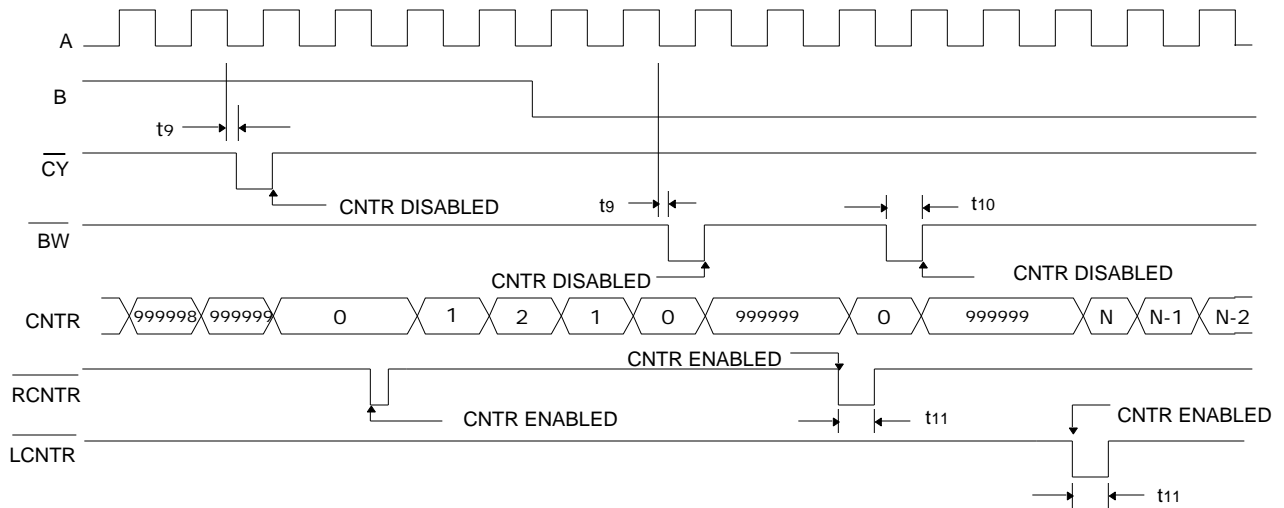 A
B
t9
CY
CNTR DISABLED
t9
t10
BW
CNTR DISABLED
CNTR DISABLED
CNTR
999998 999999 0 1 2 1 0 999999 0 999999 N N-1 N-2
CNTR ENABLED
RCNTR
CNTR ENABLED
t11
CNTR ENABLED
LCNTR
t11